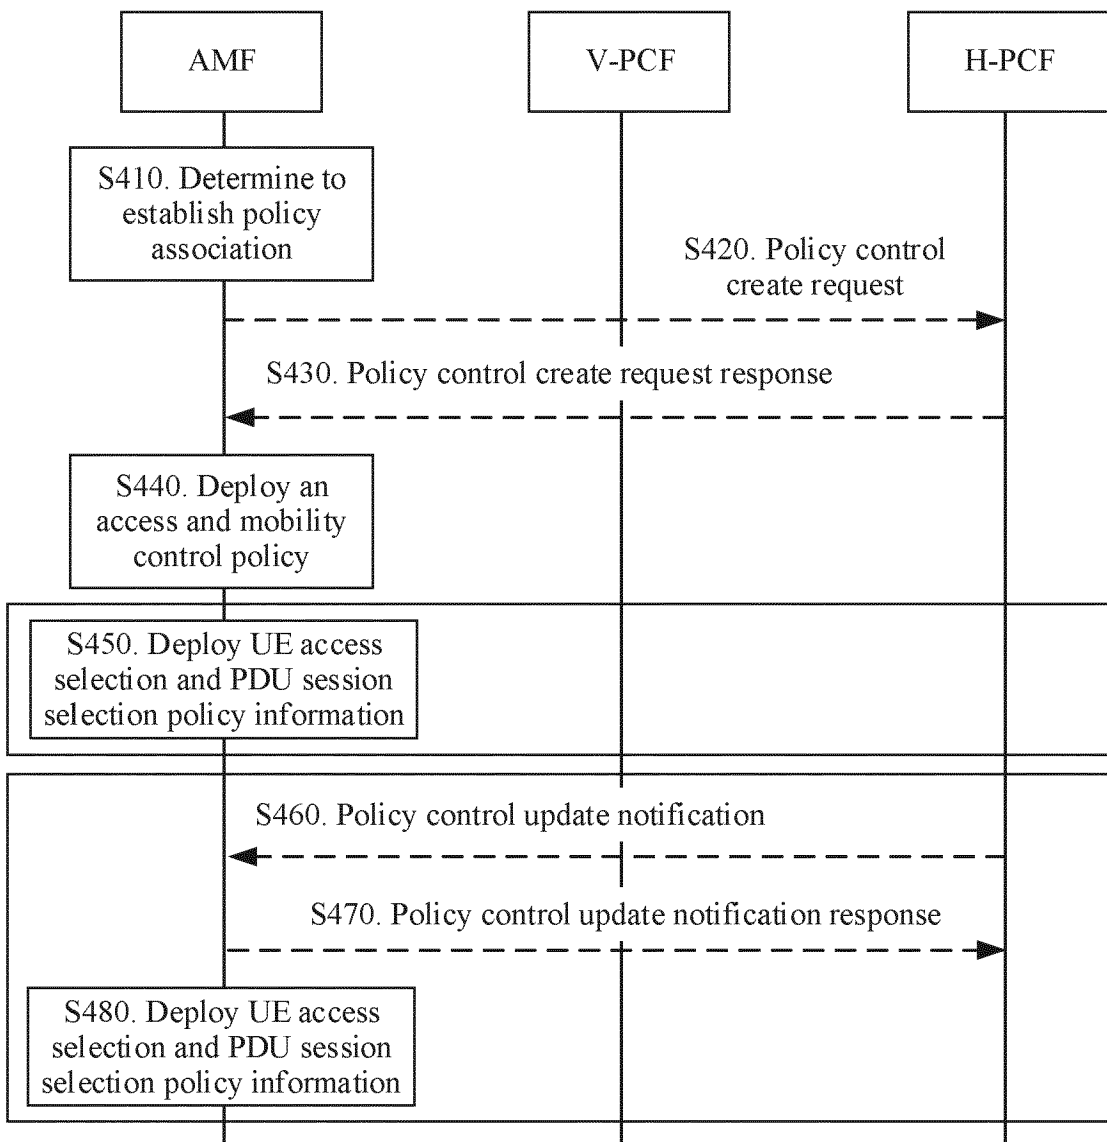 AMF
V-PCF
H-PCF
S410. Determine to
establish policy
association
S420. Policy control
create request
S430. Policy control create request response
S440. Deploy an
access and mobility
control policy
S450. Deploy UE access
selection and PDU session
selection policy information
S460. Policy control update notification
S470. Policy control update notification response
S480. Deploy UE access
selection and PDU session
selection policy information